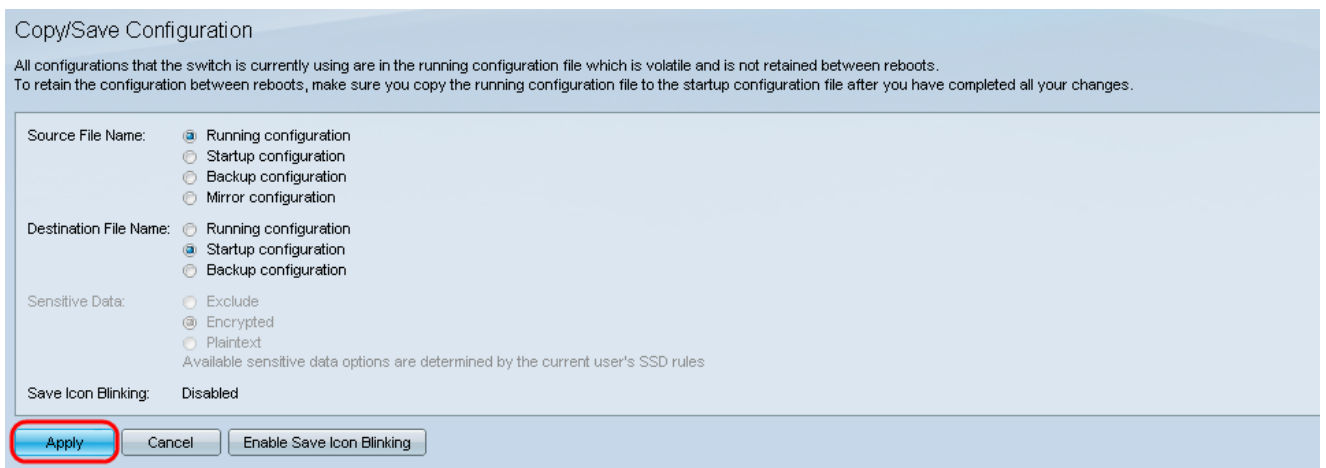 Copy/Save Configuration
All configurations that the switch is currently using are in the running configuration file which is volatile and is not retained between reboots.
To retain the configuration between reboots, make sure you copy the running configuration file to the startup configuration file after you have completed all your changes.
Source File Name: Running configuration
Startup configuration
Backup configuration
Mirror configuration
Destination File Name: Running configuration
Startup configuration
Backup configuration
Sensitive Data: Exclude
Encrypted
Plaintext
Available sensitive data options are determined by the current user's SSD rules
Save Icon Blinking: Disabled
Apply Cancel Enable Save Icon Blinking